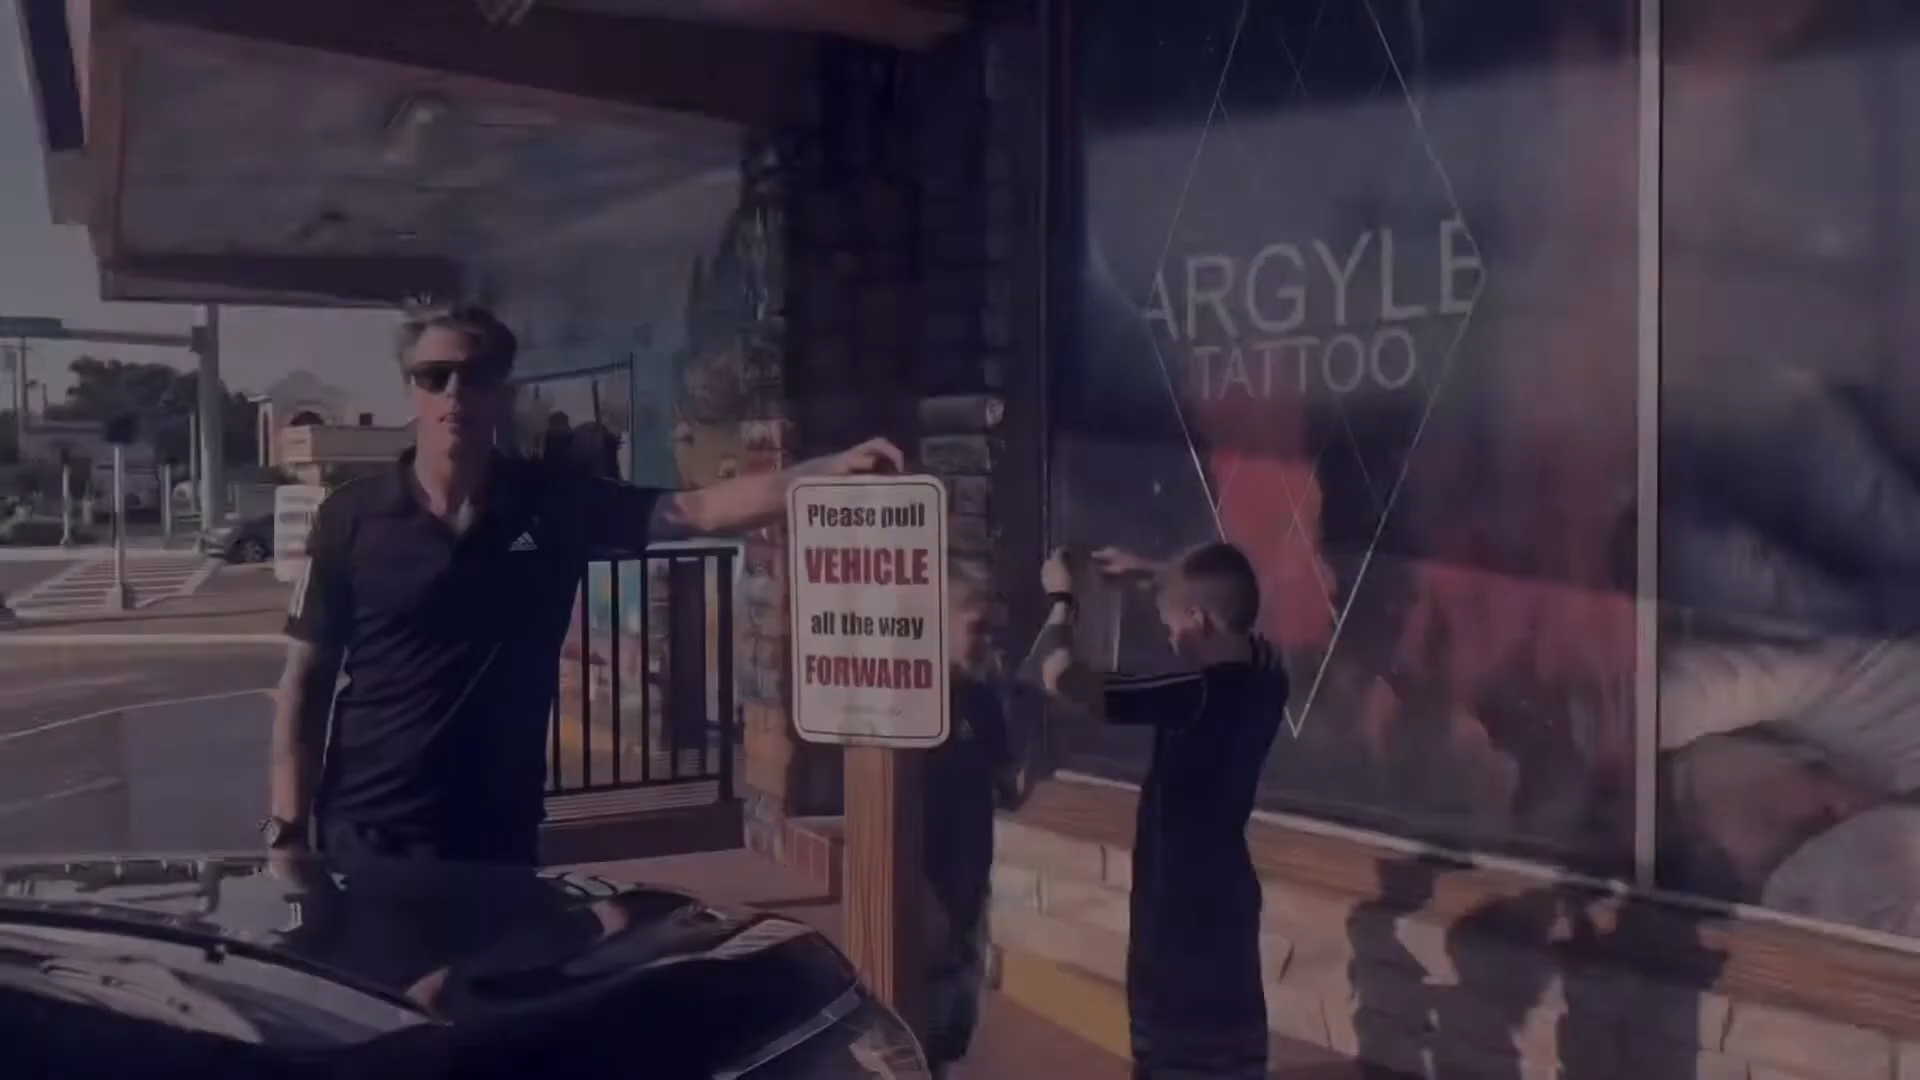 Please pull
VEHICLE
all the way
FORWARD
ARGYLE
TATTOO